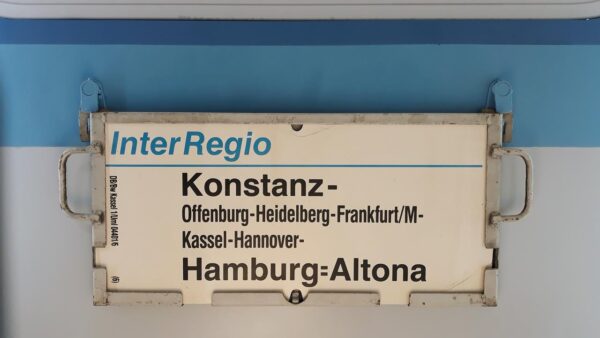 InterRegio
Konstanz-
Offenburg-Heidelberg-Frankfurt/M-
Kassel-Hannover-
Hamburg=Altona